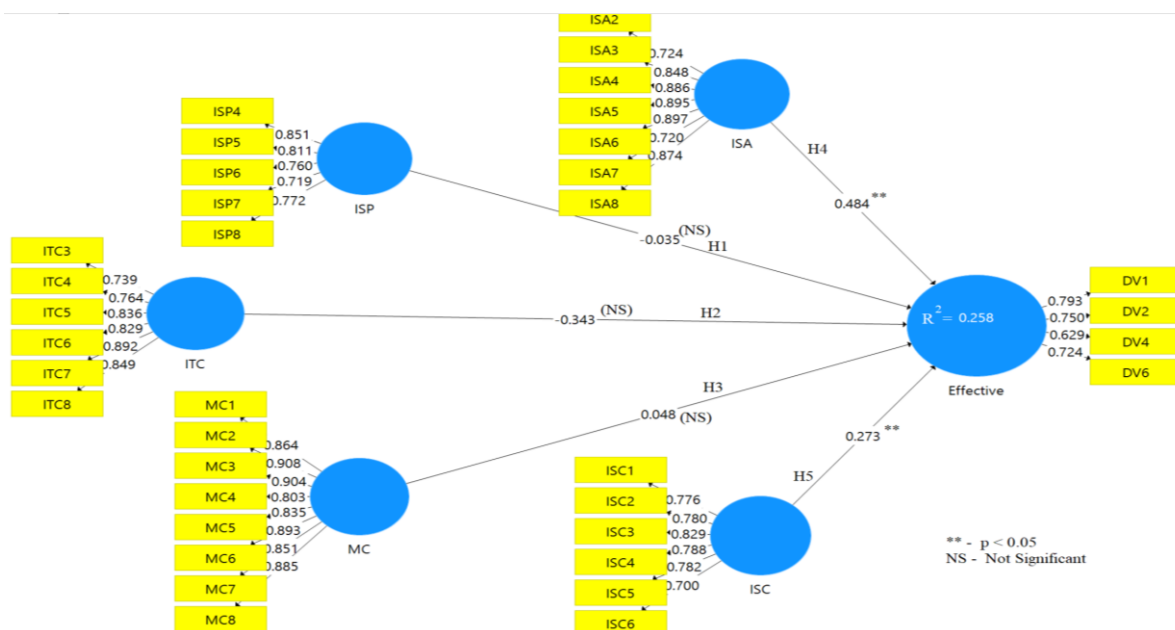 ISA2
ISA3
ISA4
ISA5
ISA6
ISA7
ISA8
0.724
0.848
0.886
0.895
0.897
0.720
0.874
ISA
H4
0.484 **
ISP4
ISP5
ISP6
ISP7
ISP8
0.851
0.811
0.760
0.719
0.772
ISP
-0.035 (NS)
H1
ITC3
ITC4
ITC5
ITC6
ITC7
ITC8
0.739
0.764
0.836
0.829
0.892
0.849
ITC
-0.343 (NS)
H2
R² = 0.258
Effective
0.793
0.750
0.629
0.724
DV1
DV2
DV4
DV6
MC1
MC2
MC3
MC4
MC5
MC6
MC7
MC8
0.864
0.908
0.904
0.803
0.835
0.893
0.851
0.885
MC
H3
0.048 (NS)
ISC1
ISC2
ISC3
ISC4
ISC5
ISC6
0.776
0.780
0.829
0.788
0.782
0.700
ISC
H5
0.273 **
** - p < 0.05
NS - Not Significant